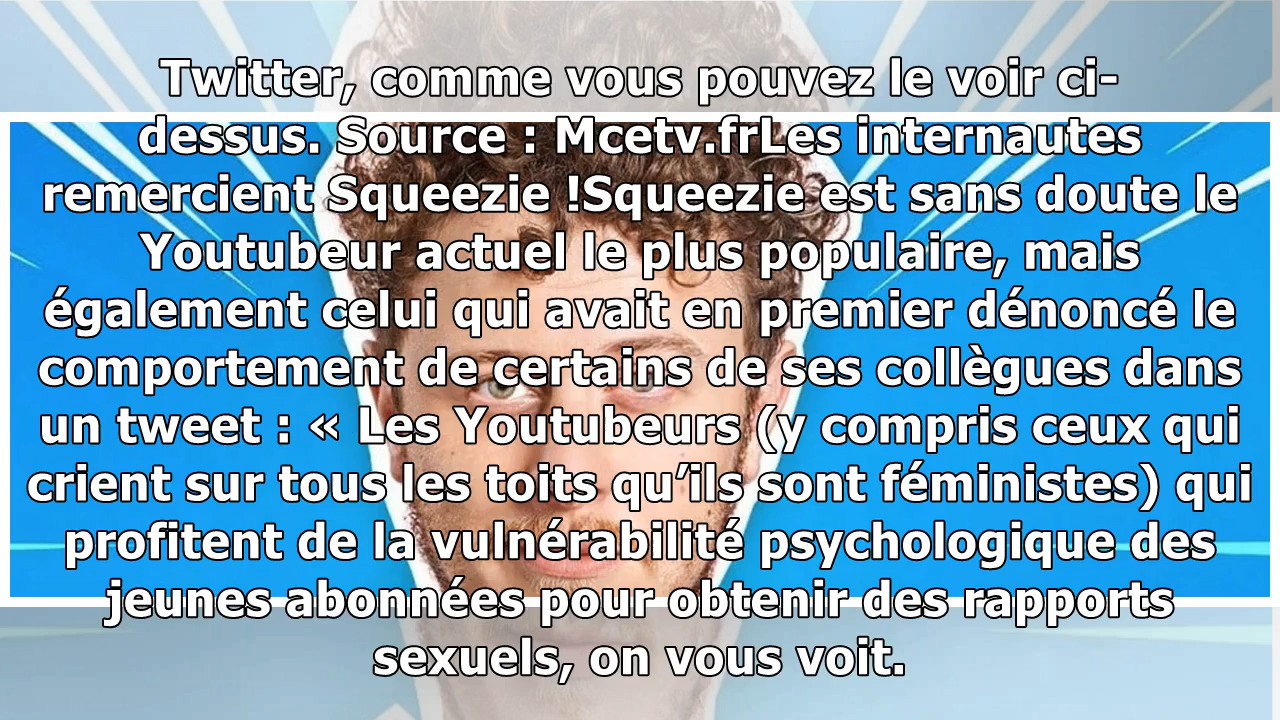 Twitter, comme vous pouvez le voir ci-
dessus. Source : Mcetv.frLes internautes
remercient Squeezie !Squeezie est sans doute le
Youtubeur actuel le plus populaire, mais
également celui qui avait en premier dénoncé le
comportement de certains de ses collègues dans
un tweet : « Les Youtubeurs (y compris ceux qui
crient sur tous les toits qu’ils sont féministes) qui
profitent de la vulnérabilité psychologique des
jeunes abonnées pour obtenir des rapports
sexuels, on vous voit.